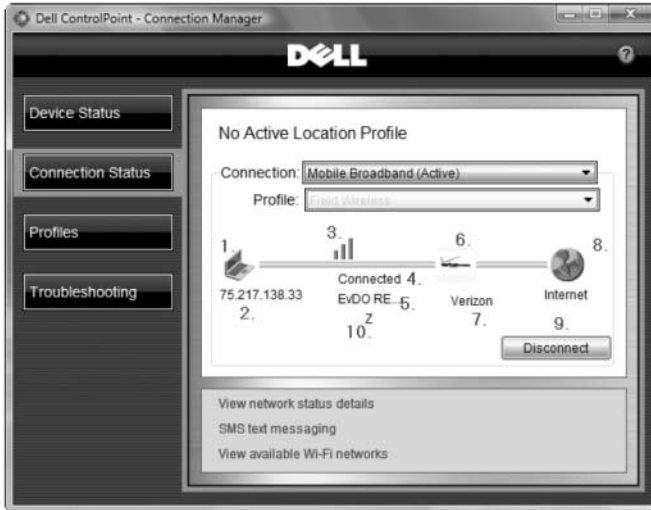 Dell ControlPoint - Connection Manager
DELL
?
Device Status
Connection Status
Profiles
Troubleshooting
No Active Location Profile
Connection: Mobile Broadband (Active)
Profile: Field Wireless
1.
3.
6.
8.
Connected 4.
75.217.138.33
EvDO RE... 5.
Verizon
Internet
2.
Z
7.
9.
10.
Disconnect
View network status details
SMS text messaging
View available Wi-Fi networks